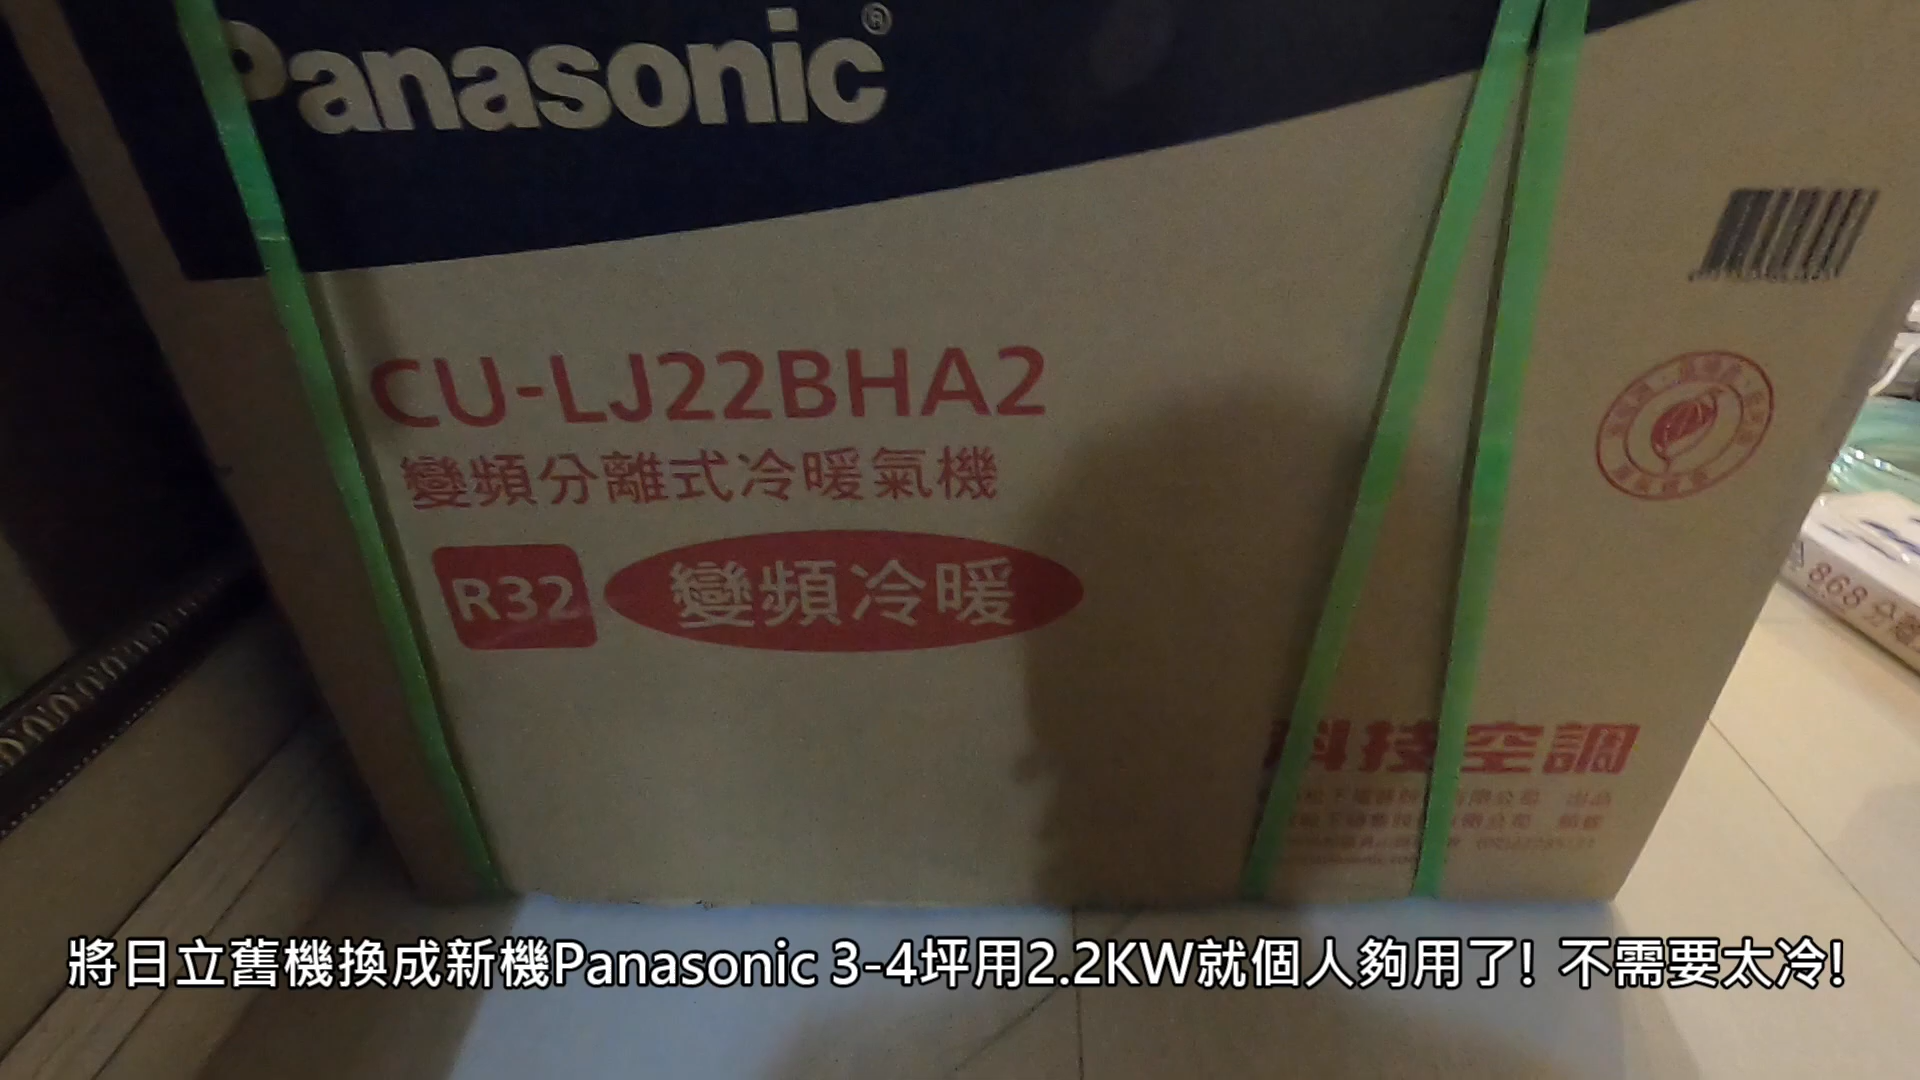 Panasonic®
CU-LJ22BHA2
變頻分離式冷暖氣機
R32 變頻冷暖
868
科技空調
將日立舊機換成新機Panasonic 3-4坪用2.2KW就個人夠用了! 不需要太冷!